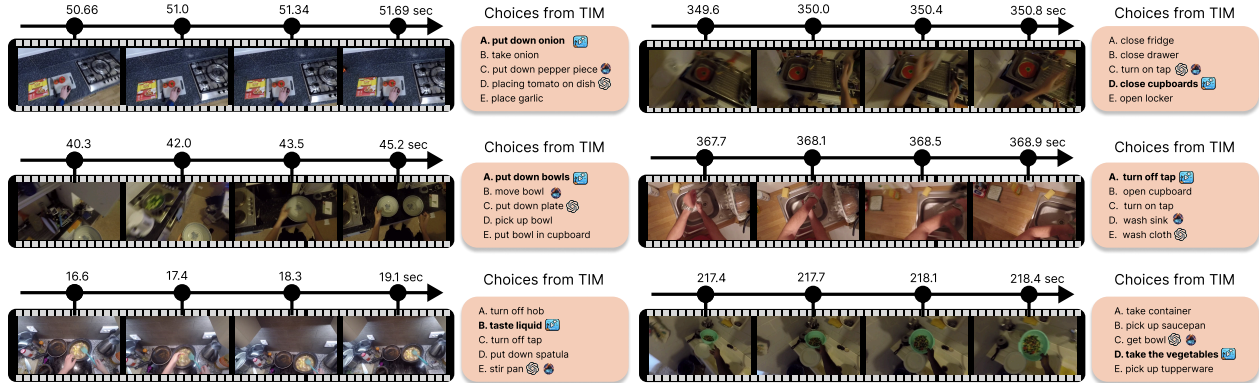 50.66 51.0 51.34 51.69 sec
Choices from TIM
A. put down onion
B. take onion
C. put down pepper piece
D. placing tomato on dish
E. place garlic
349.6 350.0 350.4 350.8 sec
Choices from TIM
A. close fridge
B. close drawer
C. turn on tap
D. close cupboards
E. open locker
40.3 42.0 43.5 45.2 sec
Choices from TIM
A. put down bowls
B. move bowl
C. put down plate
D. pick up bowl
E. put bowl in cupboard
367.7 368.1 368.5 368.9 sec
Choices from TIM
A. turn off tap
B. open cupboard
C. turn on tap
D. wash sink
E. wash cloth
16.6 17.4 18.3 19.1 sec
Choices from TIM
A. turn off hob
B. taste liquid
C. turn off tap
D. put down spatula
E. stir pan
217.4 217.7 218.1 218.4 sec
Choices from TIM
A. take container
B. pick up saucepan
C. get bowl
D. take the vegetables
E. pick up tupperware